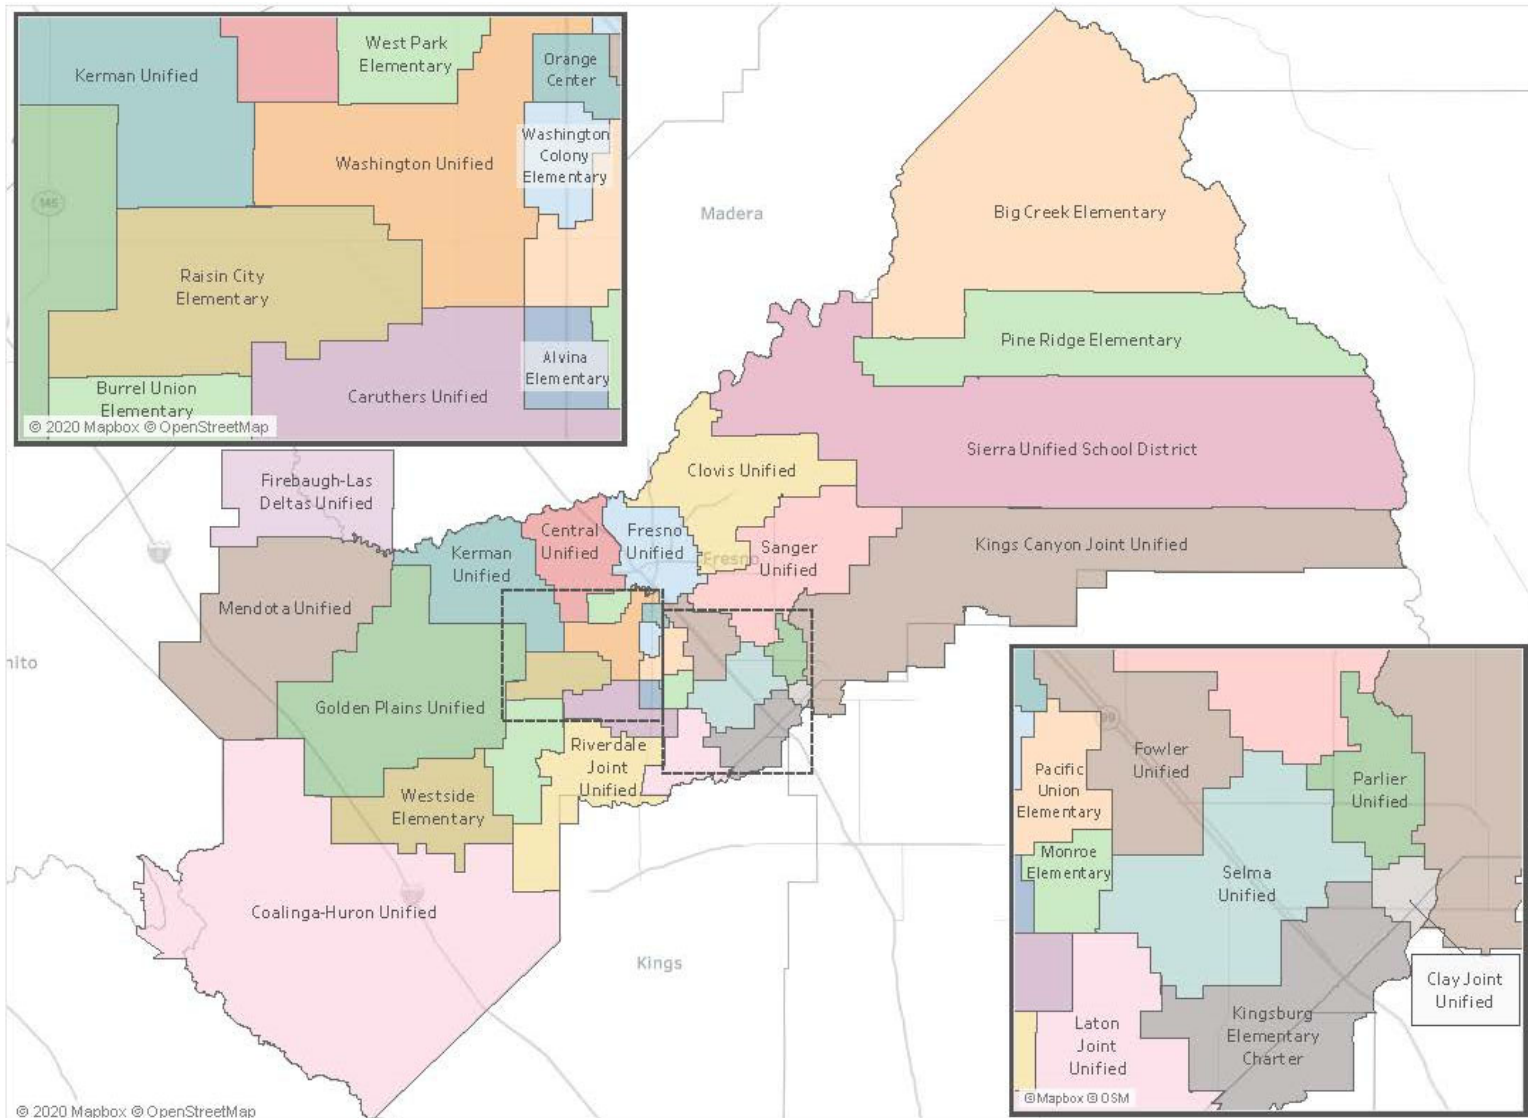 West Park
Elementary
Kerman Unified
Orange
Center
Washington Unified
Washington
Colony
Elementary
145
Raisin City
Elementary
Alvina
Elementary
Burrel Union
Elementary
Caruthers Unified
© 2020 Mapbox © OpenStreetMap
Madera
Big Creek Elementary
Pine Ridge Elementary
Sierra Unified School District
Clovis Unified
Firebaugh-Las
Deltas Unified
Central
Unified
Fresno
Unified
Fresno
Kerman
Unified
Sanger
Unified
Kings Canyon Joint Unified
Mendota Unified
nito
Golden Plains Unified
Riverdale
Joint
Unified
Westside
Elementary
Coalinga-Huron Unified
Kings
99
Fowler
Unified
Pacific
Union
Elementary
Parlier
Unified
Monroe
Elementary
Selma
Unified
Clay Joint
Unified
Laton
Joint
Unified
Kingsburg
Elementary
Charter
© Mapbox © OSM
© 2020 Mapbox © OpenStreetMap